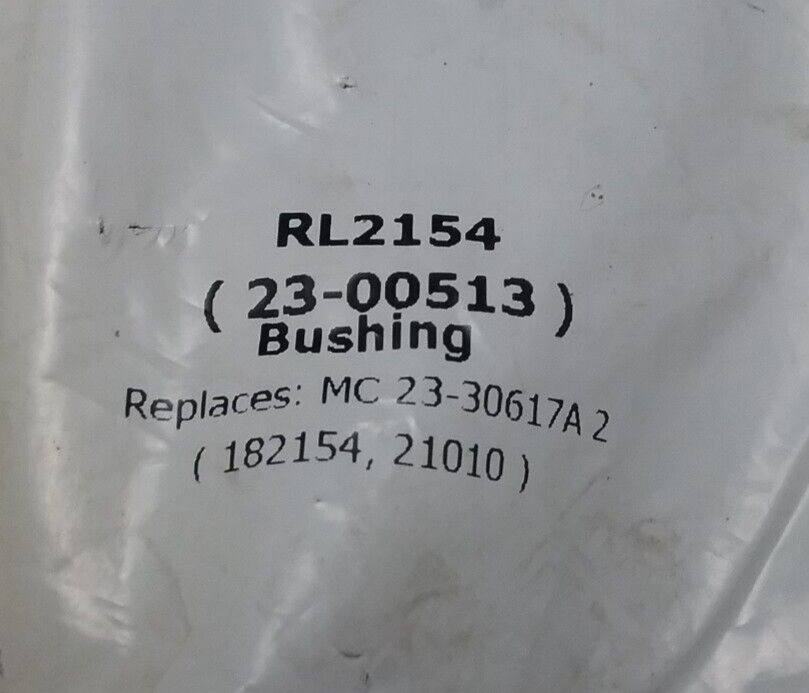 RL2154
( 23-00513 )
Bushing
Replaces: MC 23-30617A 2
( 182154, 21010 )